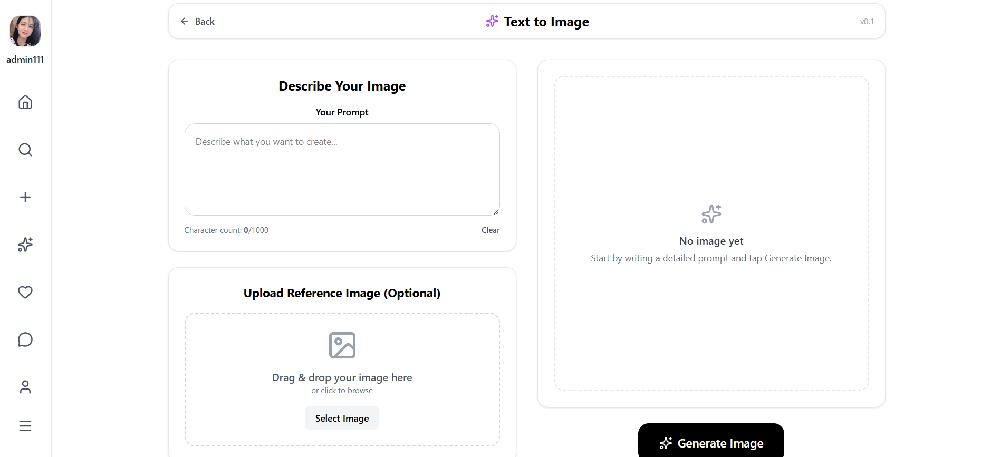 admin111
Back
Text to Image
v0.1
Describe Your Image
Your Prompt
Describe what you want to create...
Character count: 0/1000
Clear
Upload Reference Image (Optional)
Drag & drop your image here
or click to browse
Select Image
No image yet
Start by writing a detailed prompt and tap Generate Image.
Generate Image